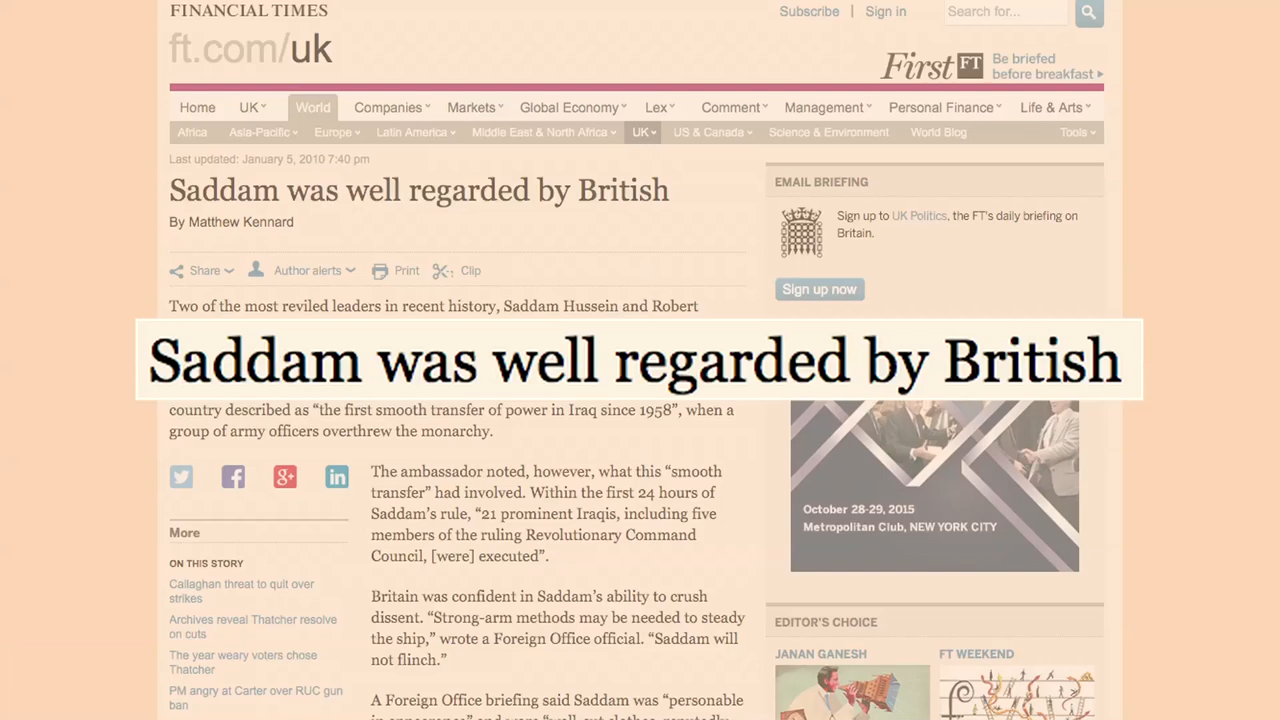 FINANCIAL TIMES
ft.com/uk
Subscribe | Sign in
Search for...
First FT
Be briefed
before breakfast
Home UK World Companies Markets Global Economy Lex Comment Management Personal Finance Life & Arts
Africa Asia-Pacific Europe Latin America Middle East & North Africa UK US & Canada Science & Environment World Blog Tools
Last updated: January 5, 2010 7:40 pm
Saddam was well regarded by British
By Matthew Kennard
Share Author alerts Print Clip
Two of the most reviled leaders in recent history, Saddam Hussein and Robert
Saddam was well regarded by British
country described as “the first smooth transfer of power in Iraq since 1958”, when a
group of army officers overthrew the monarchy.
The ambassador noted, however, what this “smooth
transfer” had involved. Within the first 24 hours of
Saddam’s rule, “21 prominent Iraqis, including five
members of the ruling Revolutionary Command
Council, [were] executed”.
Britain was confident in Saddam’s ability to crush
dissent. “Strong-arm methods may be needed to steady
the ship,” wrote a Foreign Office official. “Saddam will
not flinch.”
A Foreign Office briefing said Saddam was “personable
More
ON THIS STORY
Callaghan threat to quit over
strikes
Archives reveal Thatcher resolve
on cuts
The year weary voters chose
Thatcher
PM angry at Carter over RUC gun
ban
EMAIL BRIEFING
Sign up to UK Politics, the FT's daily briefing on
Britain.
Sign up now
October 28-29, 2015
Metropolitan Club, NEW YORK CITY
EDITOR'S CHOICE
JANAN GANESH
FT WEEKEND